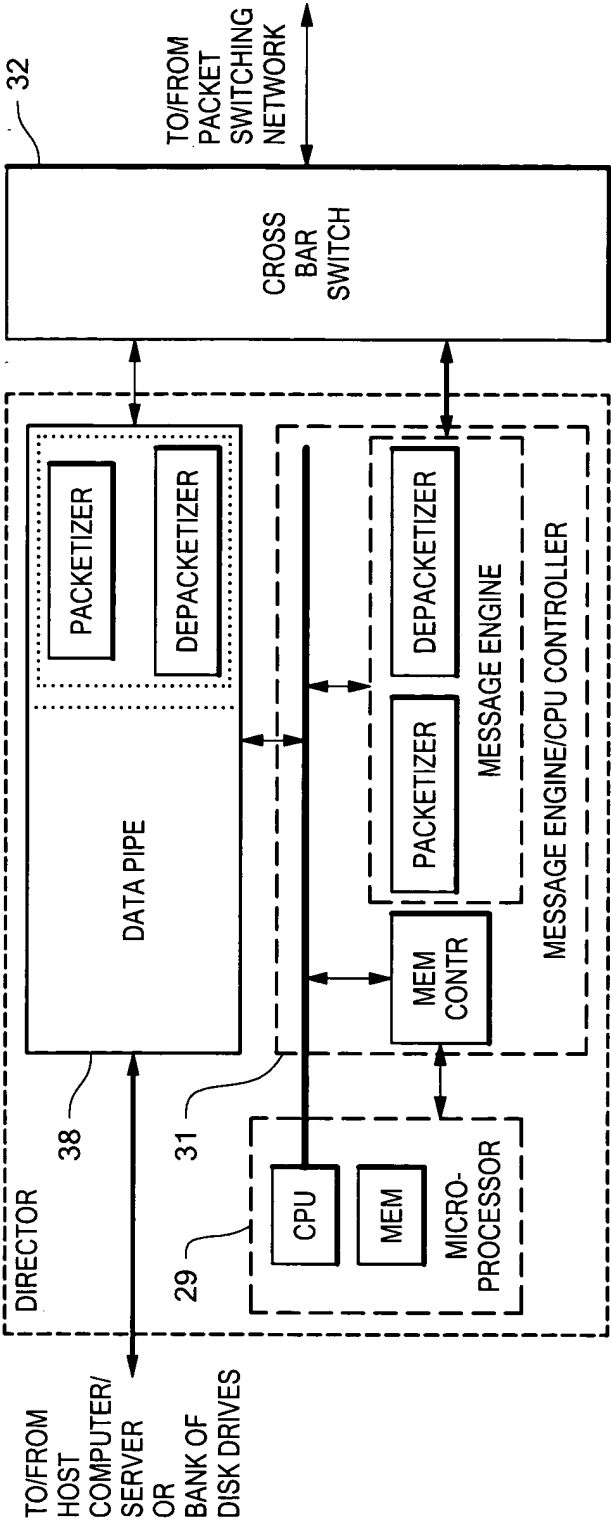 TO/FROM
HOST
COMPUTER/
SERVER
OR
BANK OF
DISK DRIVES
DIRECTOR
38
DATA PIPE
PACKETIZER
DEPACKETIZER
29
CPU
MEM
MICRO-
PROCESSOR
31
MEM
CONTR
PACKETIZER
DEPACKETIZER
MESSAGE ENGINE
MESSAGE ENGINE/CPU CONTROLLER
CROSS
BAR
SWITCH
32
TO/FROM
PACKET
SWITCHING
NETWORK